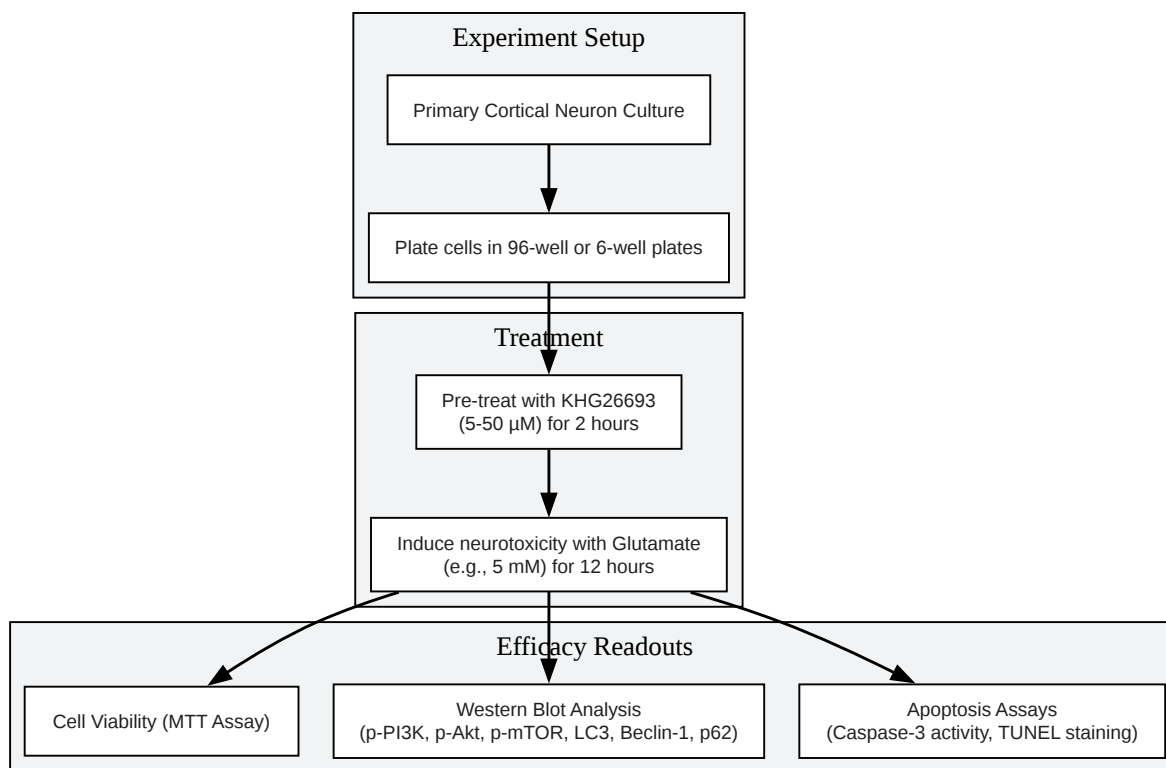 Experiment Setup
Primary Cortical Neuron Culture
Plate cells in 96-well or 6-well plates
Treatment
Pre-treat with KHG26693
(5-50 µM) for 2 hours
Induce neurotoxicity with Glutamate
(e.g., 5 mM) for 12 hours
Efficacy Readouts
Cell Viability (MTT Assay)
Western Blot Analysis
(p-PI3K, p-Akt, p-mTOR, LC3, Beclin-1, p62)
Apoptosis Assays
(Caspase-3 activity, TUNEL staining)